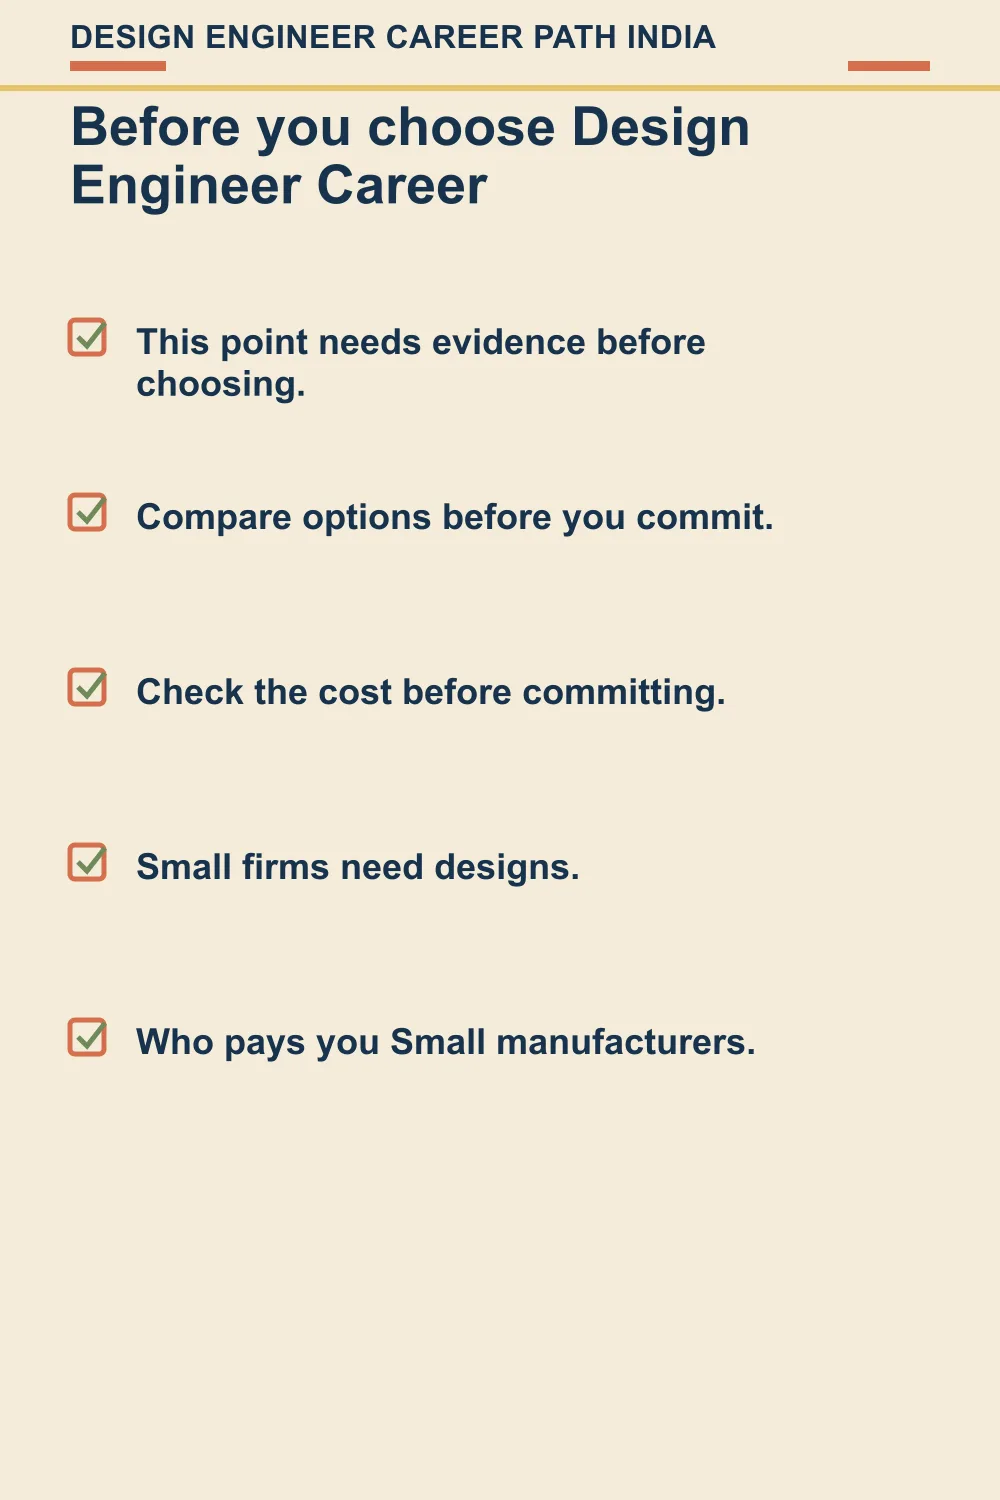 DESIGN ENGINEER CAREER PATH INDIA
Before you choose Design
Engineer Career
This point needs evidence before
choosing.
Compare options before you commit.
Check the cost before committing.
Small firms need designs.
Who pays you Small manufacturers.